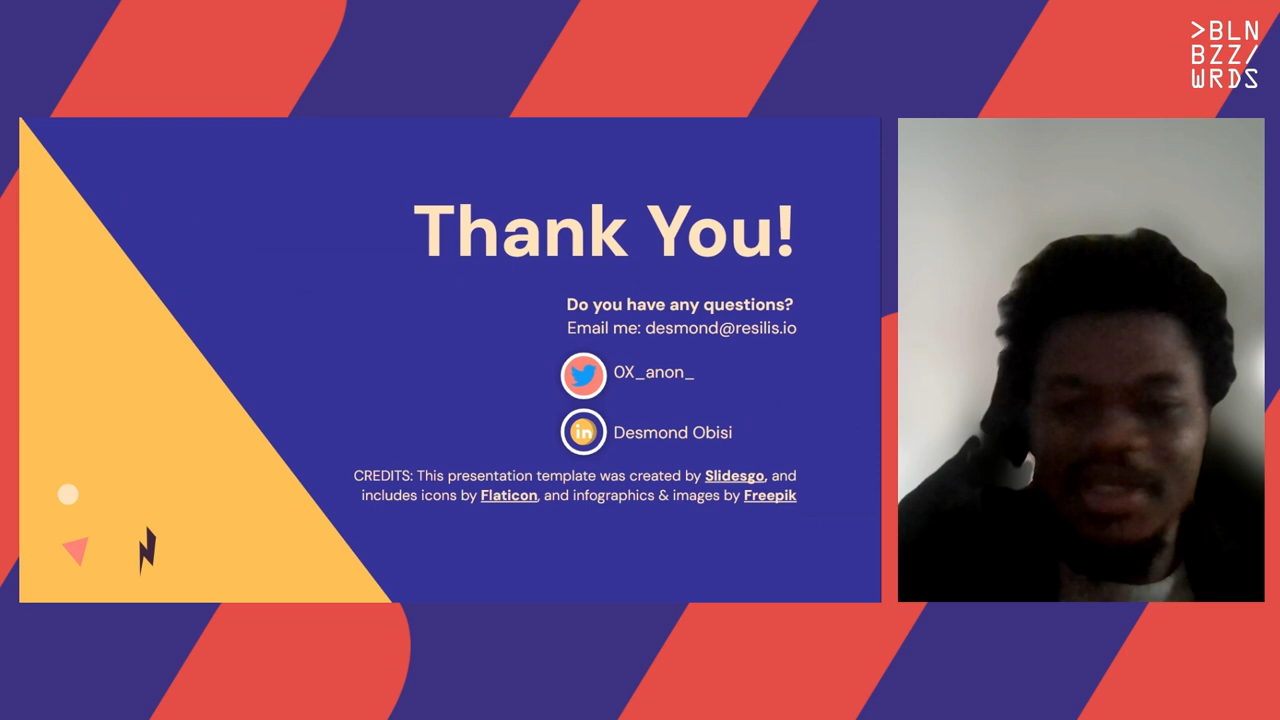 >BLN
BZZ/
WRDS
Thank You!
Do you have any questions?
Email me: desmond@resilis.io
0X_anon_
in
Desmond Obisi
CREDITS: This presentation template was created by Slidesgo, and
includes icons by Flaticon, and infographics & images by Freepik